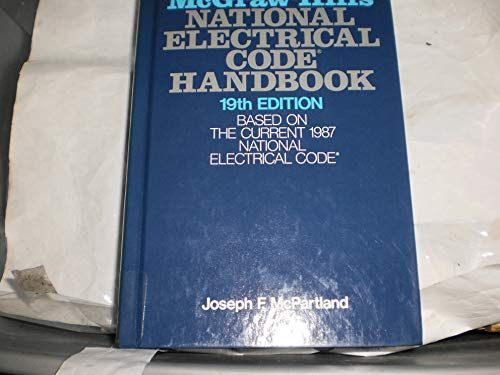 McGraw-Hill's
NATIONAL
ELECTRICAL
CODE®
HANDBOOK
19th EDITION
BASED ON
THE CURRENT 1987
NATIONAL
ELECTRICAL CODE®
Joseph F. McPartland